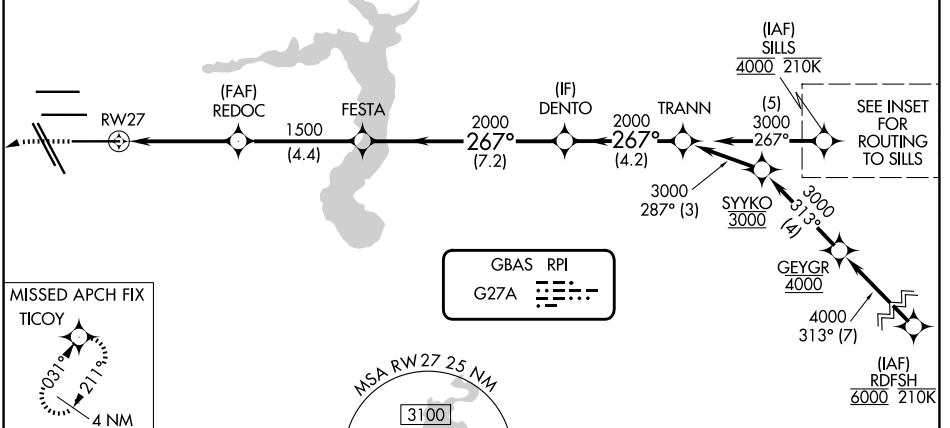 (IAF)
SILLS
4000 210K
(FAF)
REDOC
FESTA
(IF)
DENTO
TRANN
(5)
3000
267°
SEE INSET
FOR
ROUTING
TO SILLS
RW27
1500
(4.4)
2000
267°
(7.2)
2000
267°
(4.2)
3000
287° (3)
SYYKO
3000
3000
313°
(4)
GEYGR
4000
4000
313° (7)
(IAF)
RDFSH
6000 210K
GBAS RPI
G27A
MISSED APCH FIX
TICOY
031°
211°
4 NM
MSA RW27 25 NM
3100